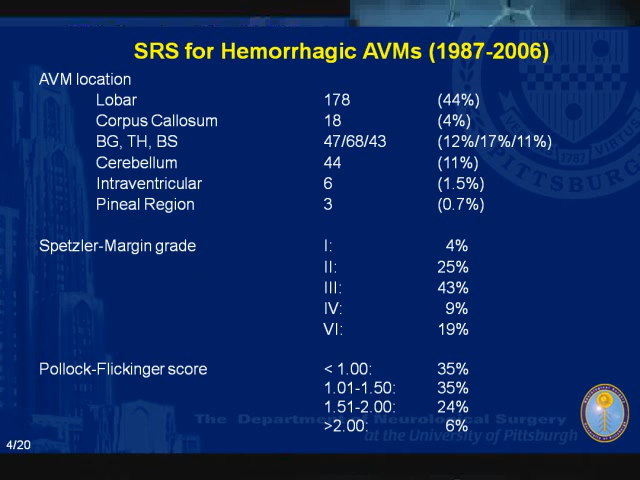 SRS for Hemorrhagic AVMs (1987-2006)
AVM location
Lobar 178 (44%)
Corpus Callosum 18 (4%)
BG, TH, BS 47/68/43 (12%/17%/11%)
Cerebellum 44 (11%)
Intraventricular 6 (1.5%)
Pineal Region 3 (0.7%)
Spetzler-Margin grade I: 4%
II: 25%
III: 43%
IV: 9%
VI: 19%
Pollock-Flickinger score < 1.00: 35%
1.01-1.50: 35%
1.51-2.00: 24%
>2.00: 6%
The Department Neurological Surgery
at the University of Pittsburgh
4/20
1787 VIRTUS
PITTSBURG